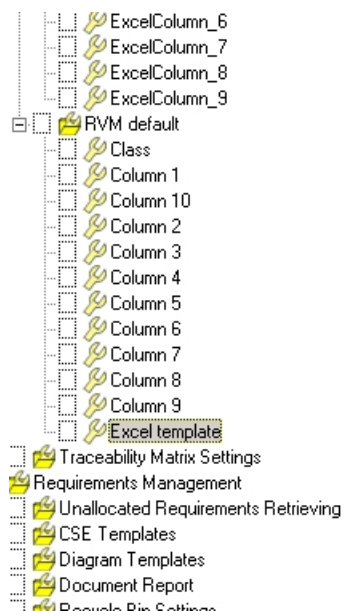 ExcelColumn_6
ExcelColumn_7
ExcelColumn_8
ExcelColumn_9
RVM default
Class
Column 1
Column 10
Column 2
Column 3
Column 4
Column 5
Column 6
Column 7
Column 8
Column 9
Excel template
Traceability Matrix Settings
Requirements Management
Unallocated Requirements Retrieving
CSE Templates
Diagram Templates
Document Report
Recycle Bin Settings